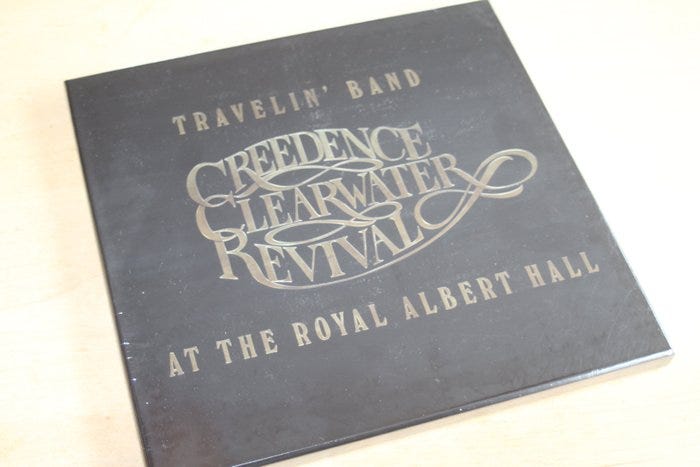 TRAVELIN' BAND
CREEDENCE
CLEARWATER
REVIVAL
AT THE ROYAL ALBERT HALL